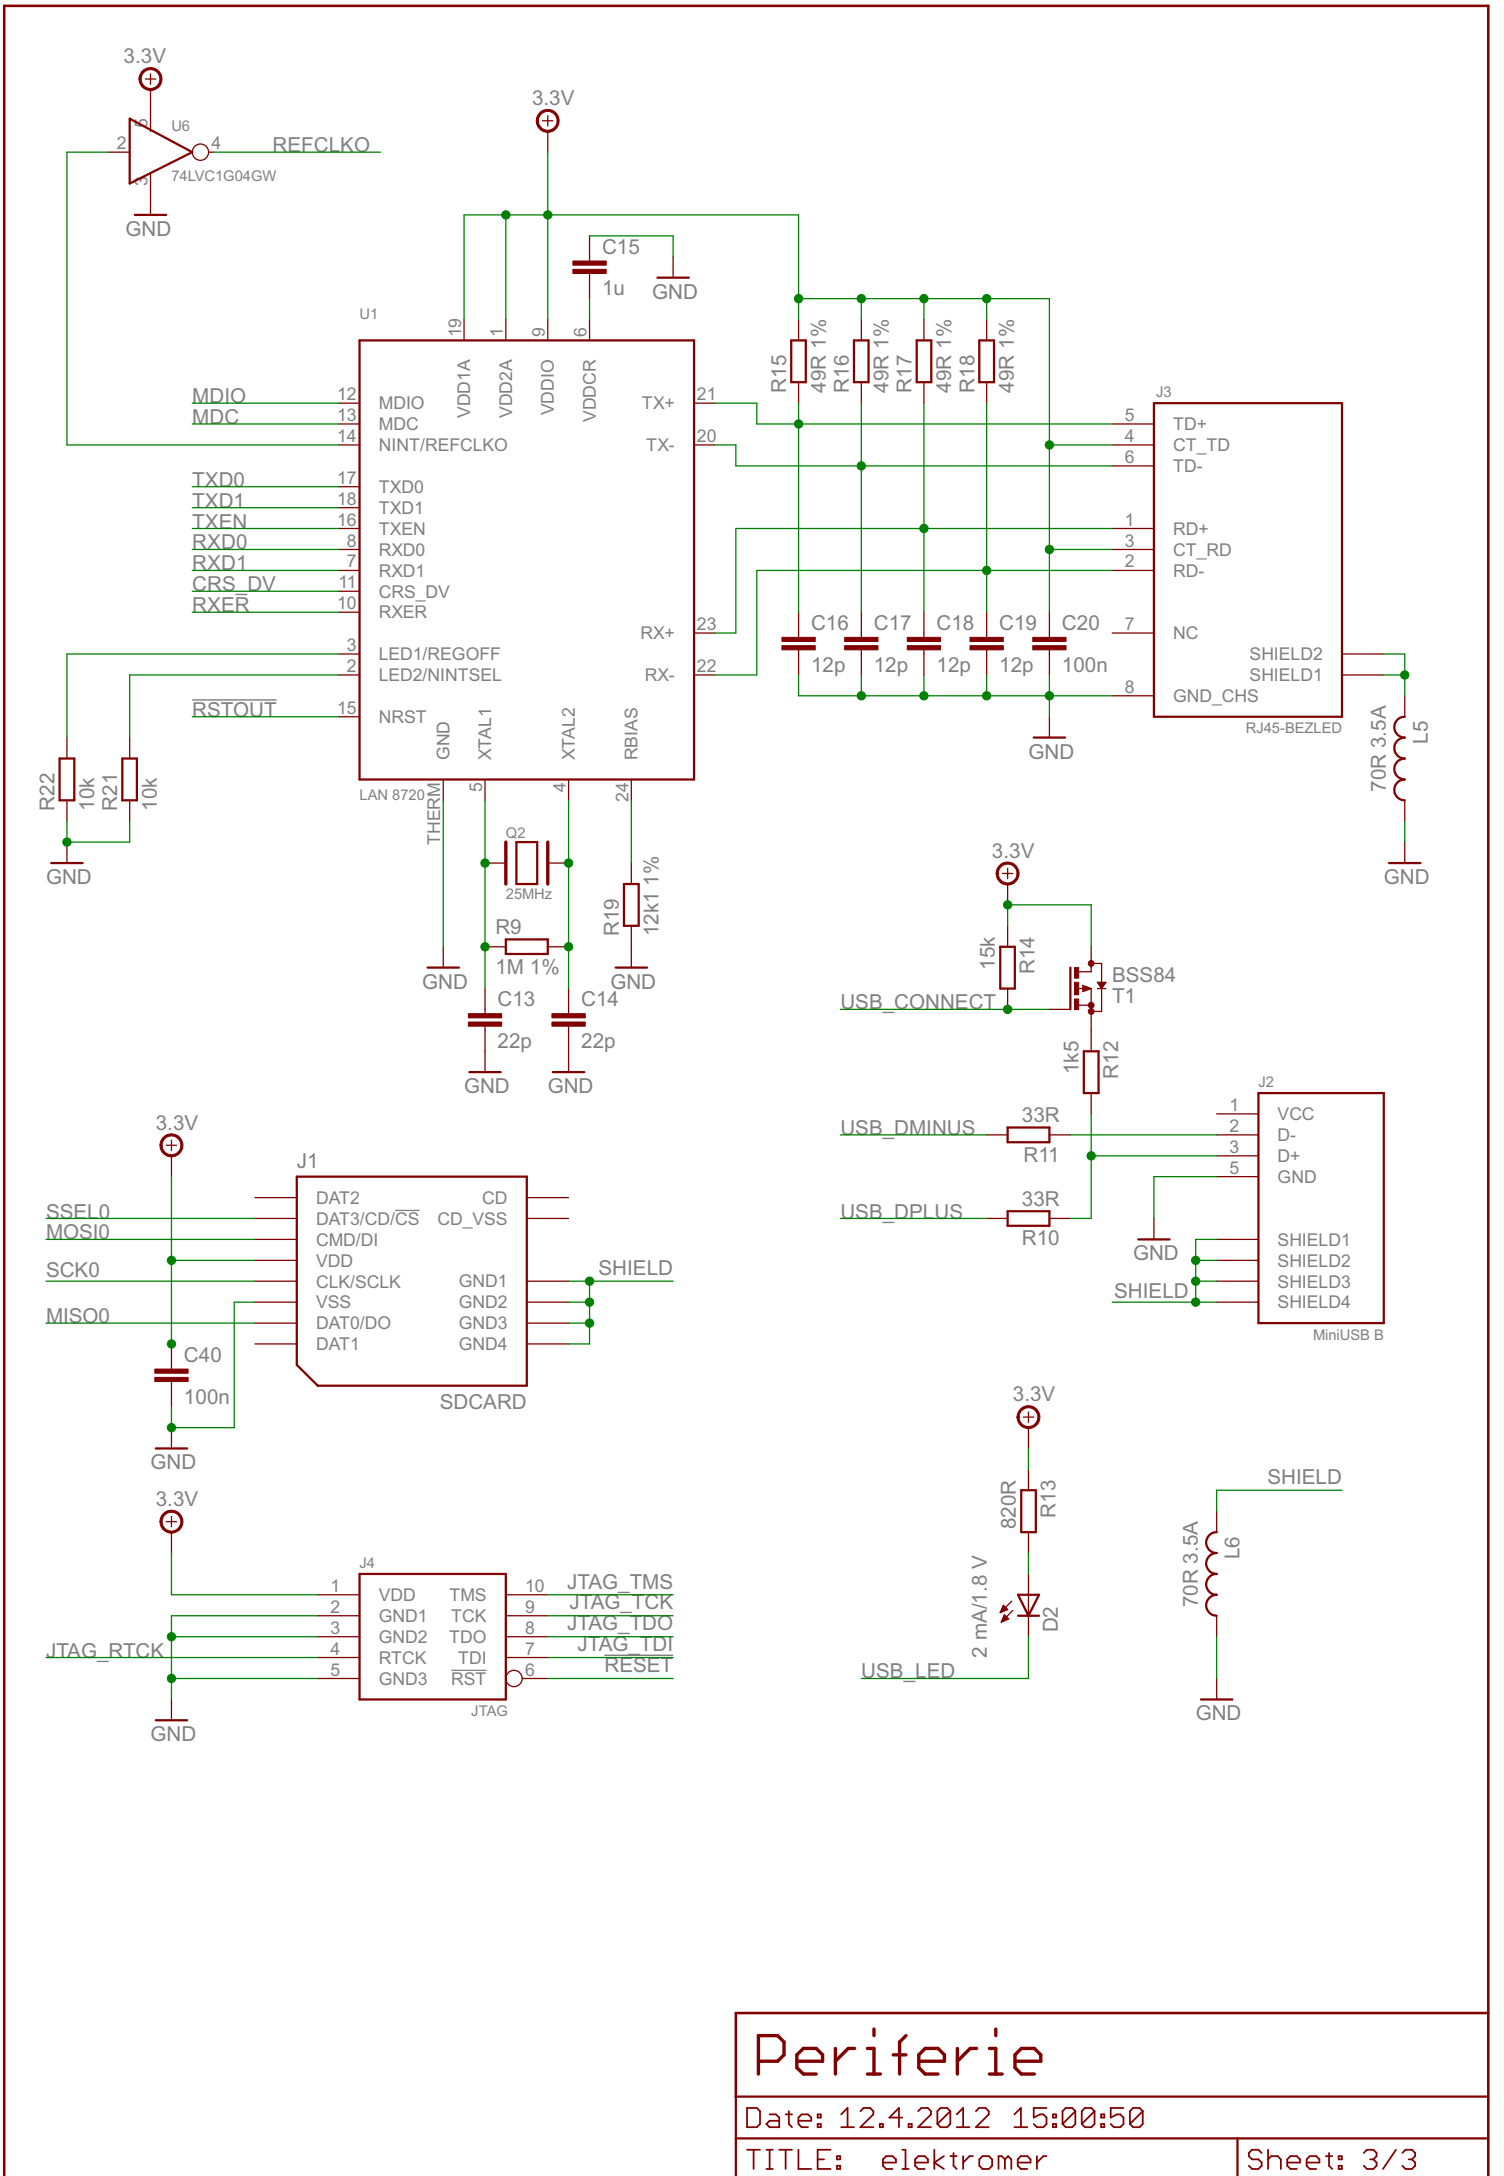 3.3V
2 5 U6 4 REFCLKO
3 74LVC1G04GW
GND
3.3V
C15
1u
GND
U1
19 1 9 6
VDD1A VDD2A VDDIO VDDCR
MDIO 12 MDIO
MDC 13 MDC
14 NINT/REFCLKO
TXD0 17 TXD0
TXD1 18 TXD1
TXEN 16 TXEN
RXD0 8 RXD0
RXD1 7 RXD1
CRS_DV 11 CRS_DV
RXER 10 RXER
3 LED1/REGOFF
2 LED2/NINTSEL
RSTOUT 15 NRST
TX+ 21
TX- 20
RX+ 23
RX- 22
GND XTAL1 XTAL2 RBIAS
LAN 8720
THERM 5 4 24
R22 10k
R21 10k
GND
Q2
25MHz
R9
1M 1%
R19 12k1 1%
GND
GND
C13
22p
C14
22p
GND
GND
R15 49R 1%
R16 49R 1%
R17 49R 1%
R18 49R 1%
C16
12p
C17
12p
C18
12p
C19
12p
C20
100n
GND
J3
5 TD+
4 CT_TD
6 TD-
1 RD+
3 CT_RD
2 RD-
7 NC
SHIELD2
SHIELD1
8 GND_CHS
RJ45-BEZLED
70R 3.5A L5
GND
3.3V
15k R14
BSS84
T1
USB_CONNECT
1k5 R12
USB_DMINUS
33R
R11
USB_DPLUS
33R
R10
J2
1 VCC
2 D-
3 D+
5 GND
GND
SHIELD1
SHIELD2
SHIELD3
SHIELD4
SHIELD
MiniUSB B
3.3V
J1
DAT2
SSEL0 DAT3/CD/CS
MOSI0 CMD/DI
VDD
SCK0 CLK/SCLK
VSS
MISO0 DAT0/DO
DAT1
CD
CD_VSS
GND1 SHIELD
GND2
GND3
GND4
SDCARD
C40
100n
GND
3.3V
J4
1 VDD
2 GND1
3 GND2
JTAG_RTCK 4 RTCK
5 GND3
TMS 10 JTAG_TMS
TCK 9 JTAG_TCK
TDO 8 JTAG_TDO
TDI 7 JTAG_TDI
RST 6 RESET
JTAG
GND
3.3V
820R R13
2 mA/1.8 V D2
USB_LED
SHIELD
70R 3.5A L6
GND
Periferie
Date: 12.4.2012 15:00:50
TITLE: elektromer
Sheet: 3/3